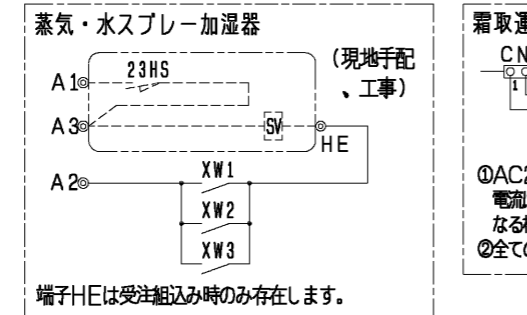 蒸気・水スプレー加湿器
(現地手配
、工事)
23HS
A1
A3
SV
HE
A2
XW1
XW2
XW3
端子HEは受注組込み時のみ存在します。
霜取運
CN
1
①AC2
電流
なる
②全ての